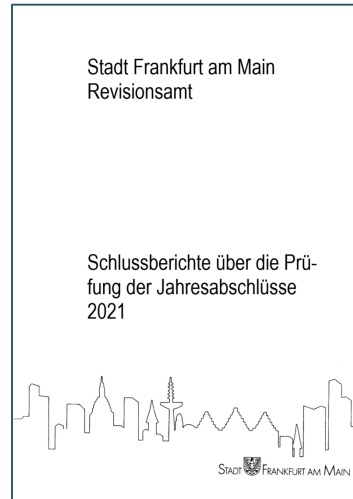 Stadt Frankfurt am Main
Revisionsamt
Schlussberichte über die Prü-
fung der Jahresabschlüsse
2021
STADT FRANKFURT AM MAIN